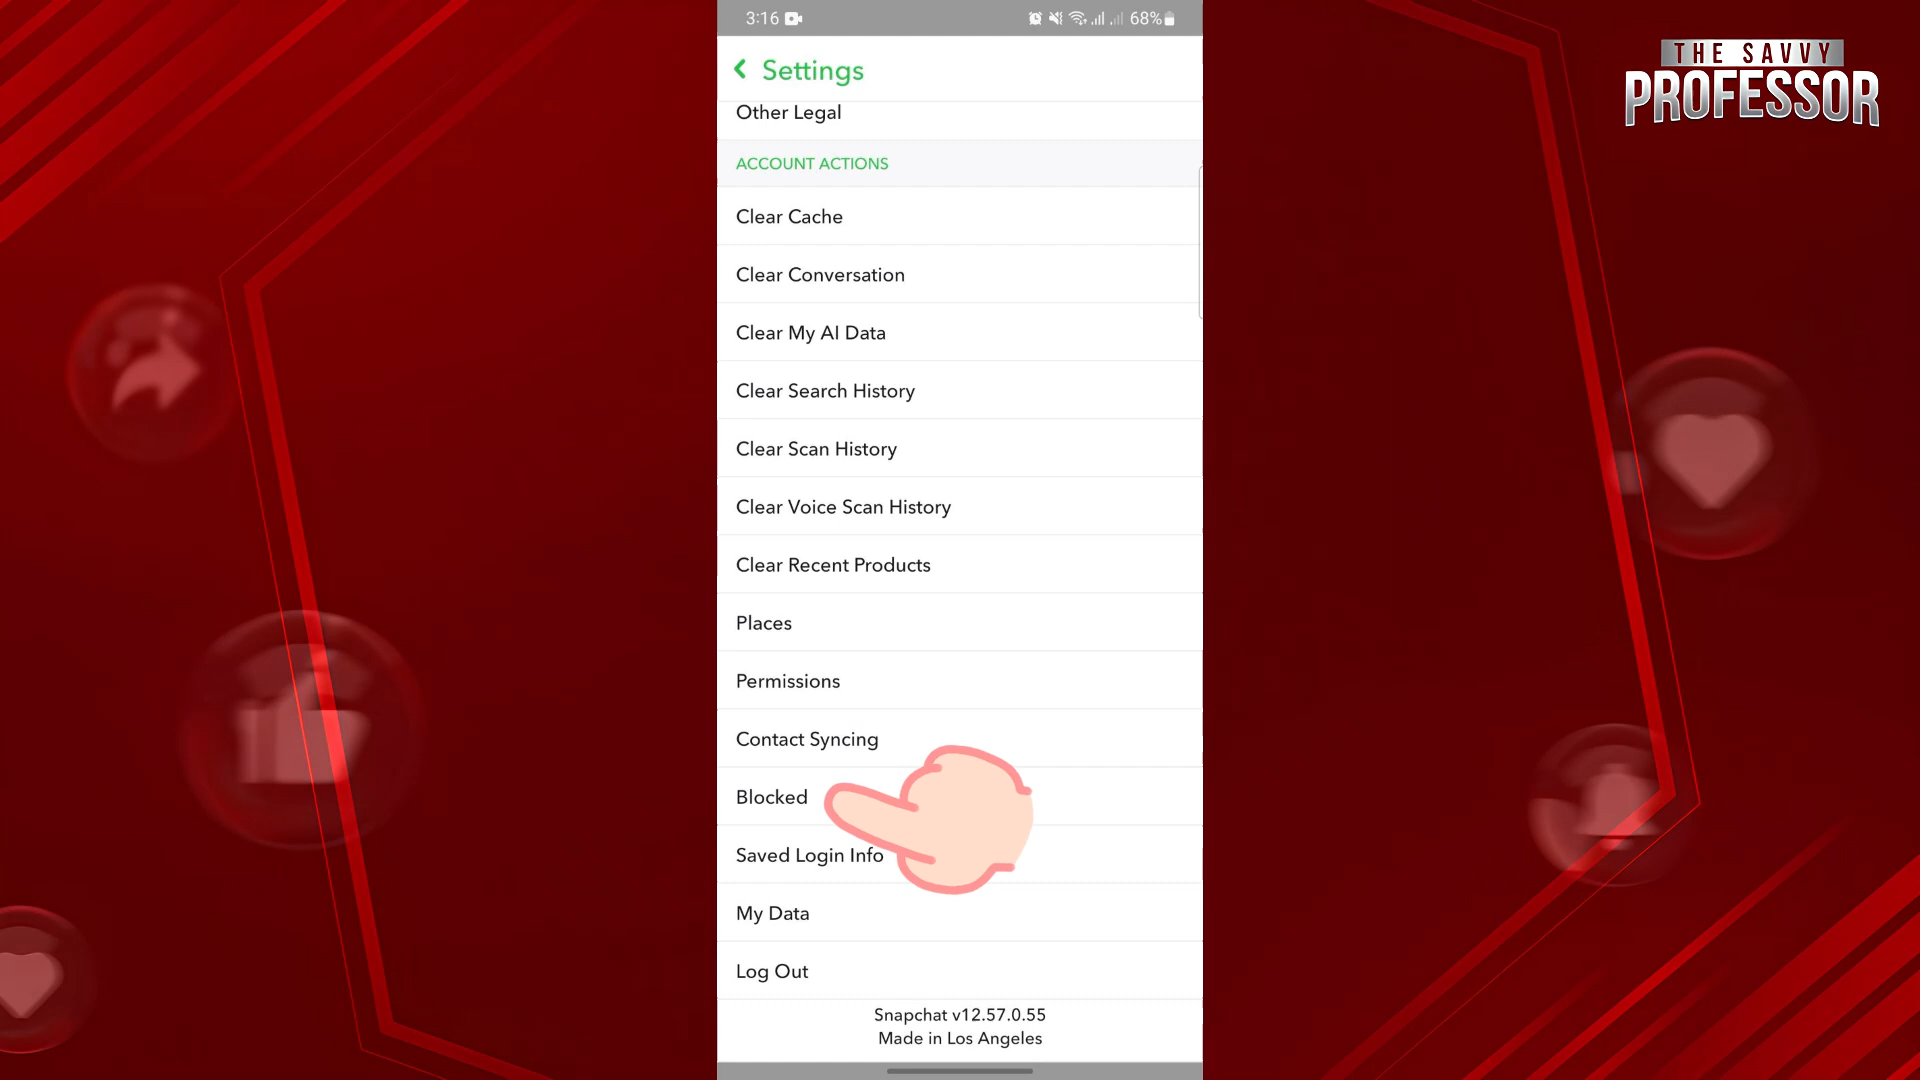 3:16
68%
THE SAVVY
PROFESSOR
Settings
Other Legal
ACCOUNT ACTIONS
Clear Cache
Clear Conversation
Clear My AI Data
Clear Search History
Clear Scan History
Clear Voice Scan History
Clear Recent Products
Places
Permissions
Contact Syncing
Blocked
Saved Login Info
My Data
Log Out
Snapchat v12.57.0.55
Made in Los Angeles